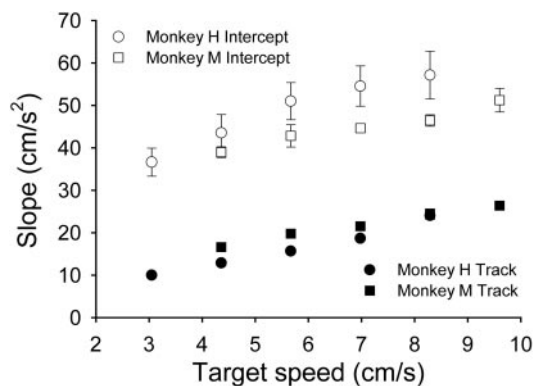 70
60
50
40
30
20
10
0
Slope (cm/s²)
Monkey H Intercept
Monkey M Intercept
Monkey H Track
Monkey M Track
2 3 4 5 6 7 8 9 10
Target speed (cm/s)